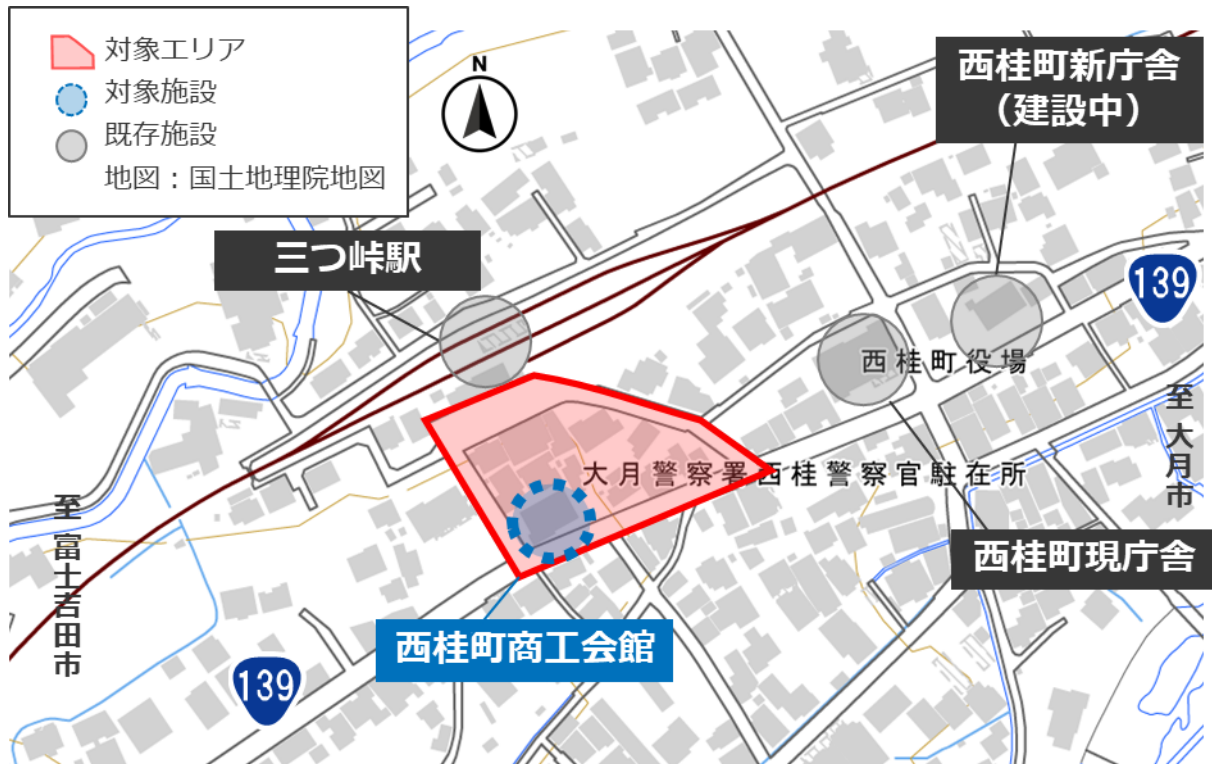 対象エリア
対象施設
既存施設
地図：国土地理院地図
N
西桂町新庁舎
（建設中）
三つ峠駅
139
西桂町役場
至 大月市
大月警察署西桂警察官駐在所
至 富士吉田市
西桂町現庁舎
西桂町商工会館
139